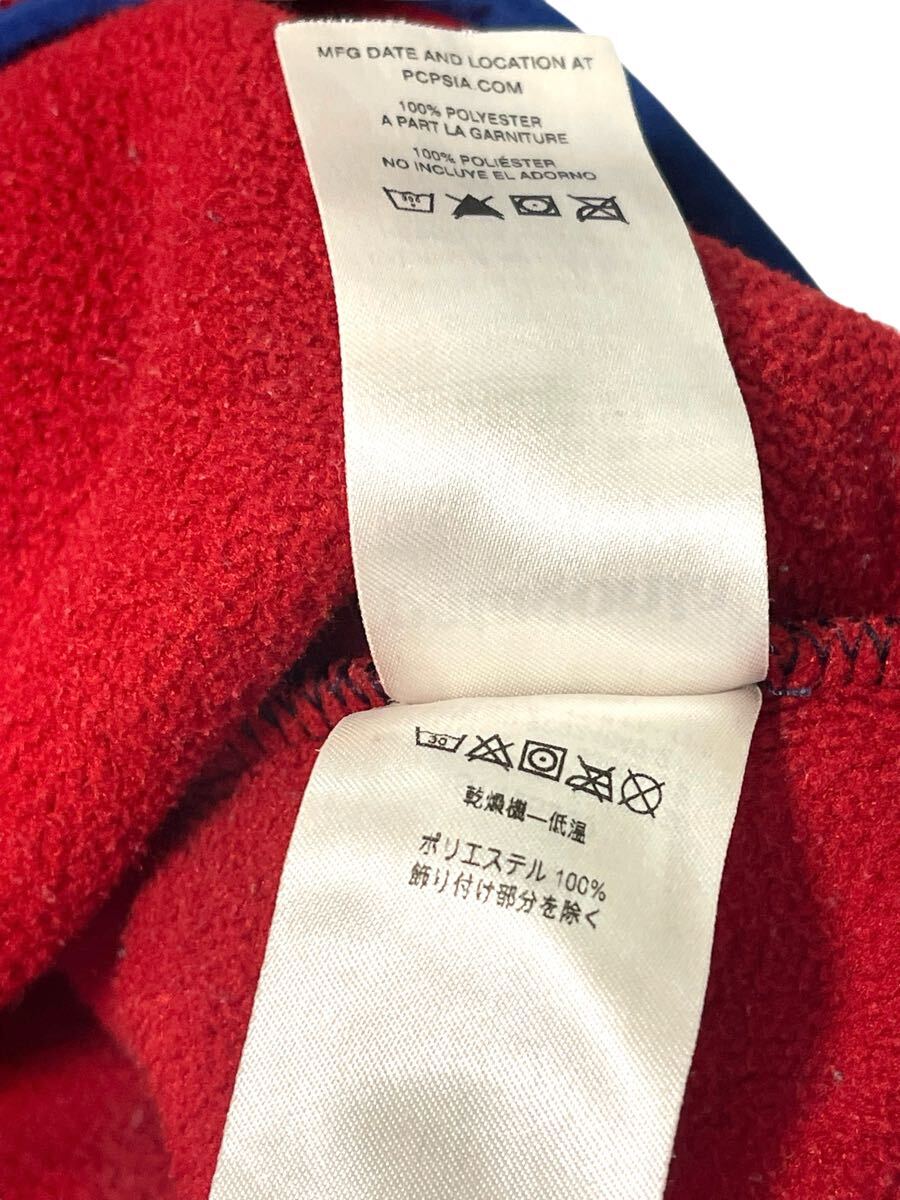 MFG DATE AND LOCATION AT
PCPSIA.COM
100% POLYESTER
A PART LA GARNITURE
100% POLIÉSTER
NO INCLUYE EL ADORNO
30
乾燥機ー低温
ポリエステル 100%
飾り付け部分を除く